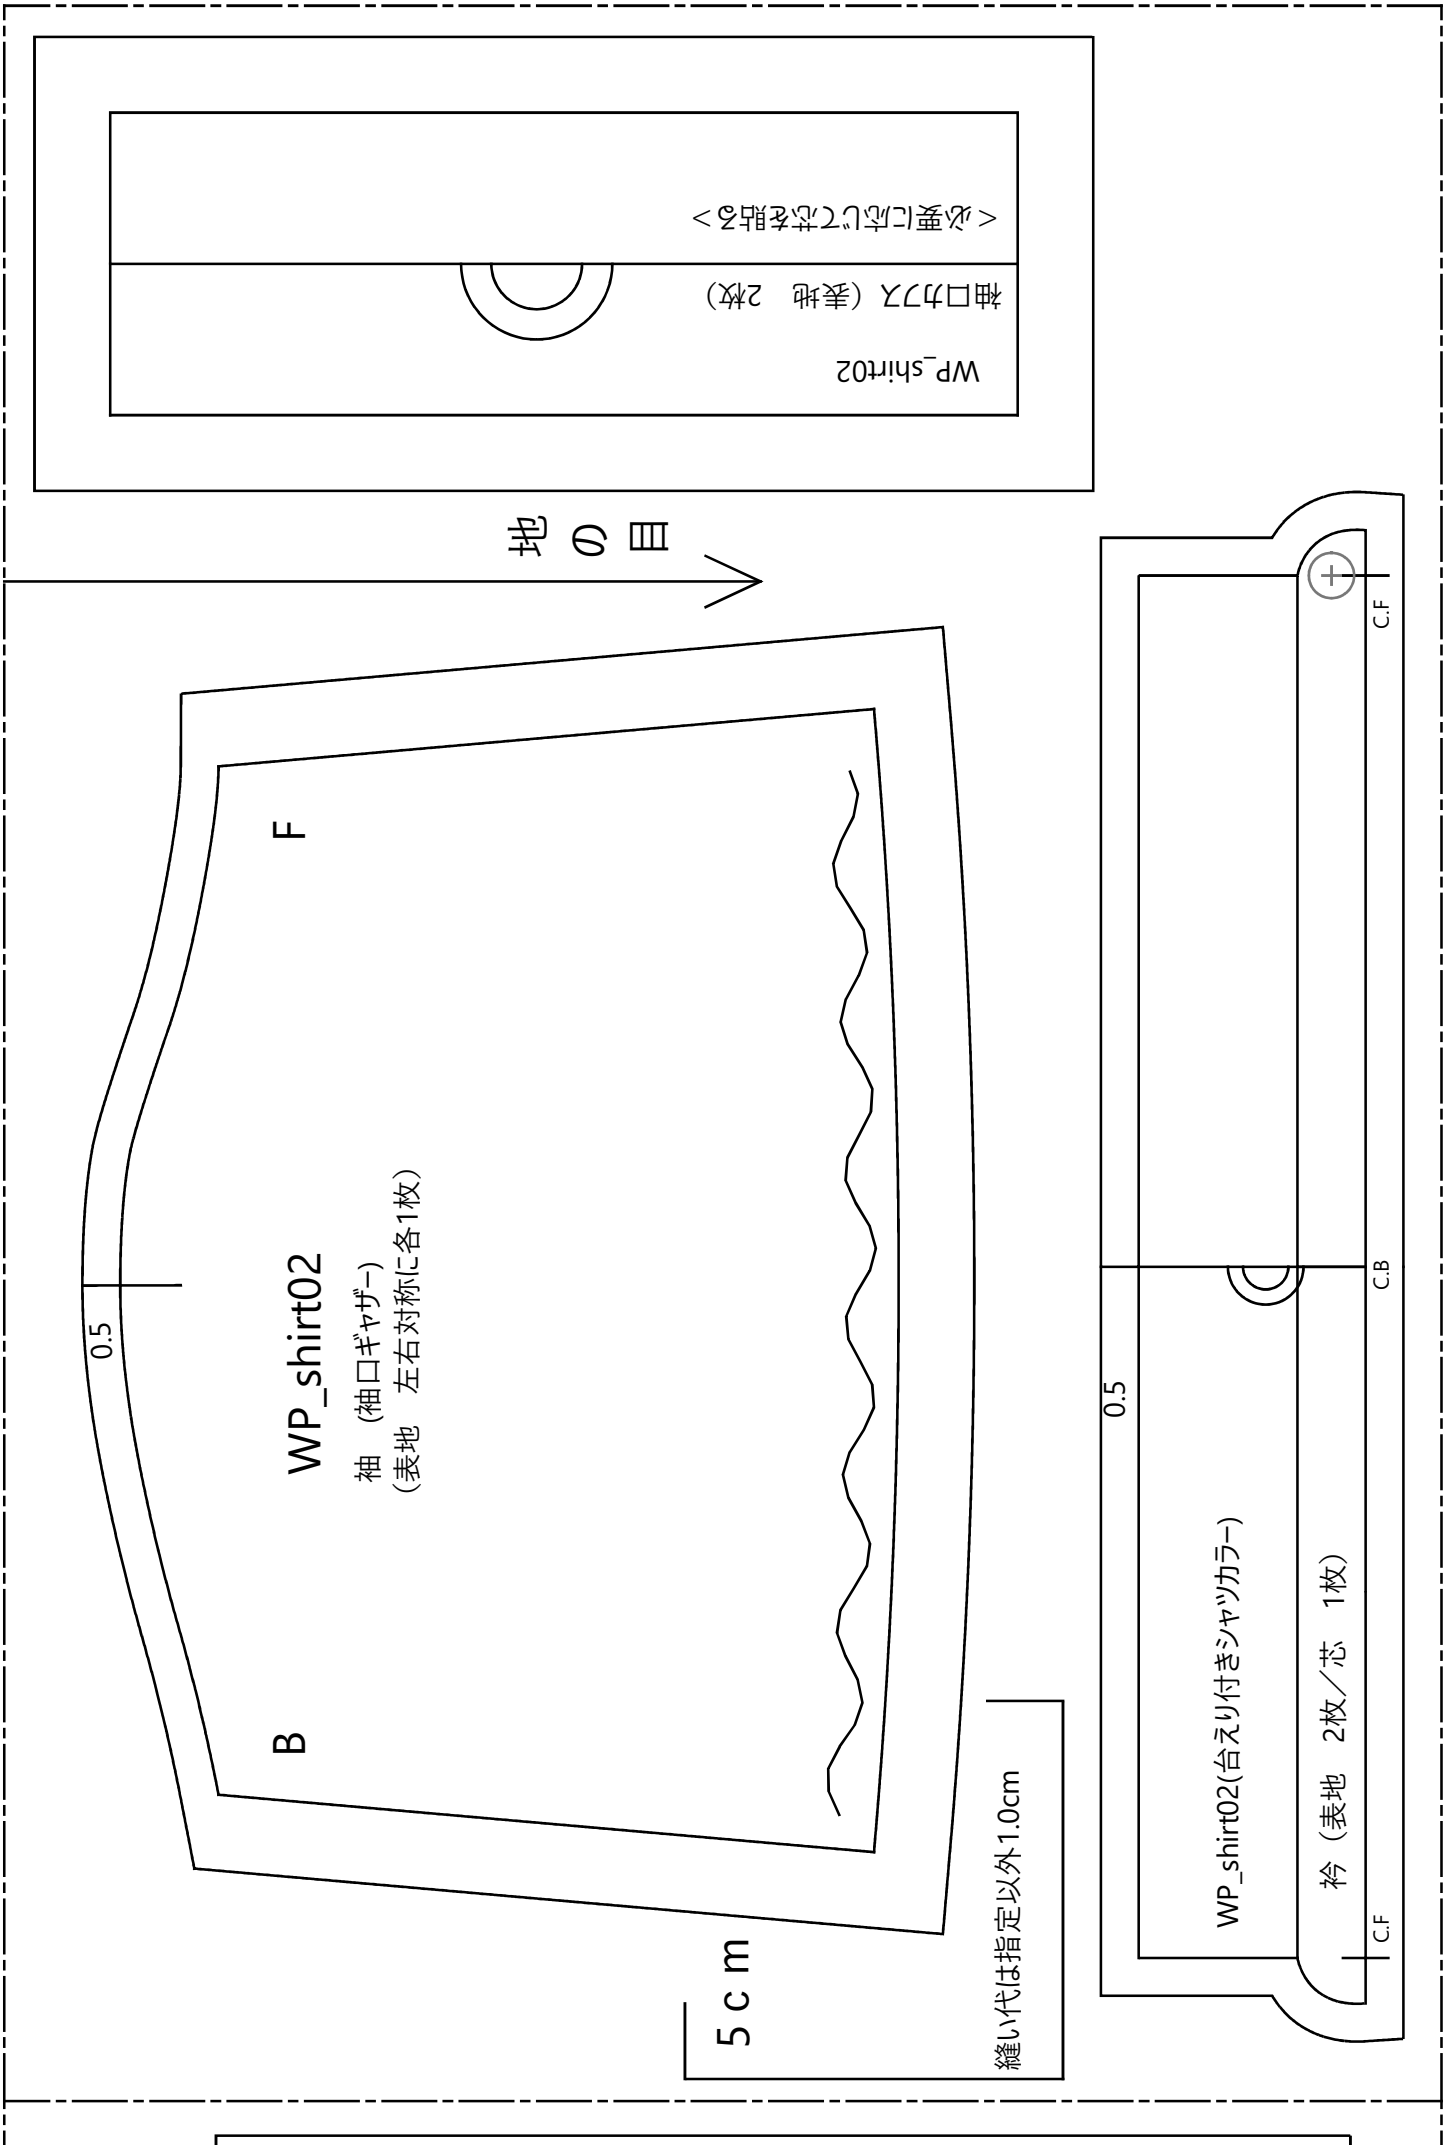 ＜必要に応じて芯を貼る＞
袖口カフス（表地　2枚）
WP_shirt02
地の目
F
WP_shirt02
袖　(袖口ギャザー)
（表地　左右対称に各1枚）
0.5
B
5ｃｍ
縫い代は指定以外1.0cm
C.F
C.B
0.5
WP_shirt02(台えり付きシャツカラー)
衿（表地　2枚／芯　1枚）
C.F